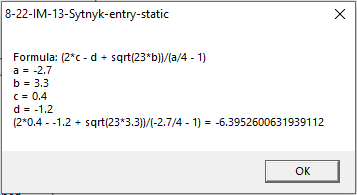 8-22-IM-13-Sytnyk-entry-static
Formula: (2*c - d + sqrt(23*b))/(a/4 - 1)
a = -2.7
b = 3.3
c = 0.4
d = -1.2
(2*0.4 - -1.2 + sqrt(23*3.3))/(-2.7/4 - 1) = -6.3952600631939112
OK